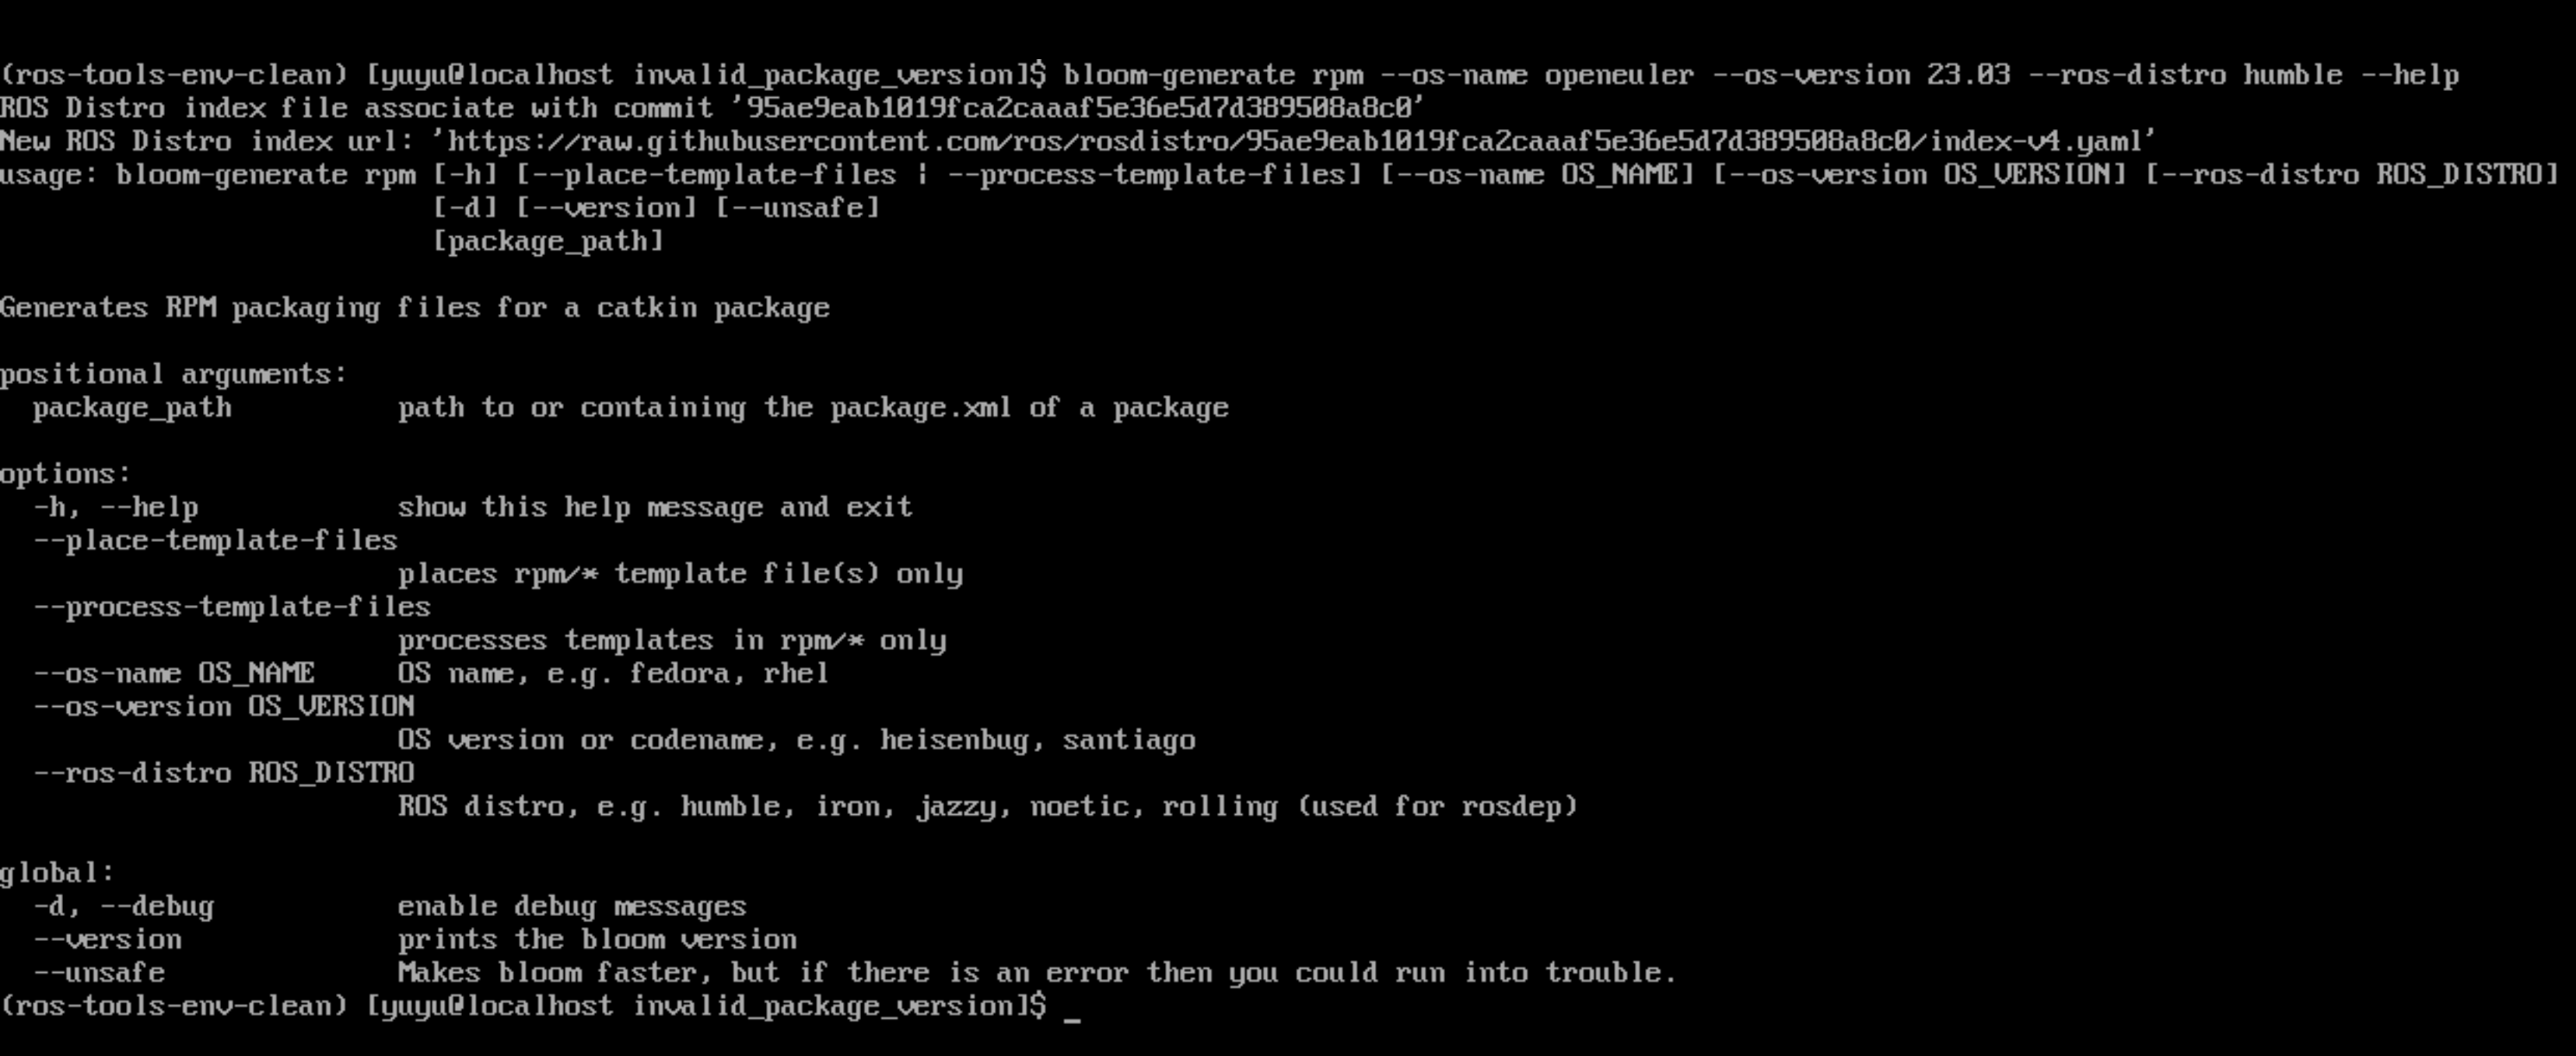 (ros-tools-env-clean) [yuyu@localhost invalid_package_version]$ bloom-generate rpm --os-name openeuler --os-version 23.03 --ros-distro humble --help
ROS Distro index file associate with commit '95ae9eab1019fca2caaaf5e36e5d7d389508a8c0'
New ROS Distro index url: 'https://raw.githubusercontent.com/ros/rosdistro/95ae9eab1019fca2caaaf5e36e5d7d389508a8c0/index-v4.yaml'
usage: bloom-generate rpm [-h] [--place-template-files | --process-template-files] [--os-name OS_NAME] [--os-version OS_VERSION] [--ros-distro ROS_DISTRO]
                          [-d] [--version] [--unsafe]
                          [package_path]

Generates RPM packaging files for a catkin package

positional arguments:
  package_path          path to or containing the package.xml of a package

options:
  -h, --help            show this help message and exit
  --place-template-files
                        places rpm/* template file(s) only
  --process-template-files
                        processes templates in rpm/* only
  --os-name OS_NAME     OS name, e.g. fedora, rhel
  --os-version OS_VERSION
                        OS version or codename, e.g. heisenbug, santiago
  --ros-distro ROS_DISTRO
                        ROS distro, e.g. humble, iron, jazzy, noetic, rolling (used for rosdep)

global:
  -d, --debug           enable debug messages
  --version             prints the bloom version
  --unsafe              Makes bloom faster, but if there is an error then you could run into trouble.
(ros-tools-env-clean) [yuyu@localhost invalid_package_version]$ _